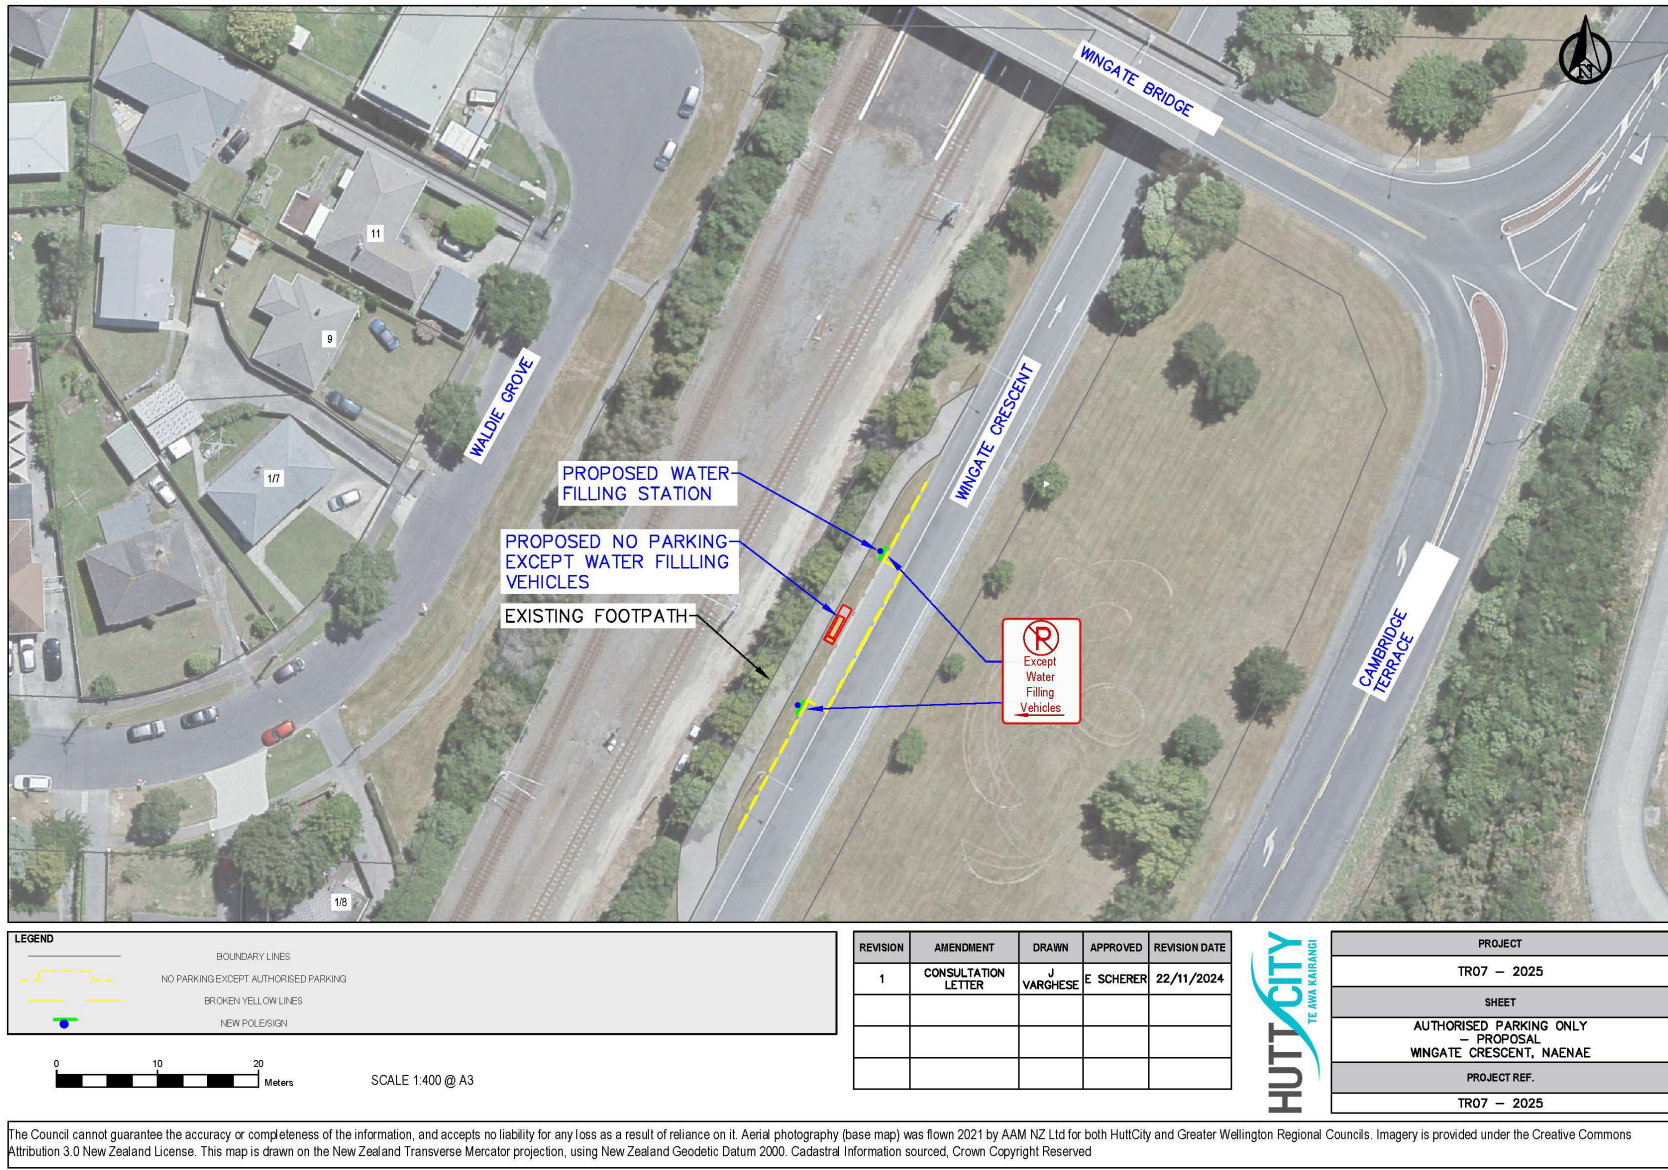 WINGATE BRIDGE
N
11
9
WALDIE GROVE
1/7
WINGATE CRESCENT
PROPOSED WATER
FILLING STATION
PROPOSED NO PARKING
EXCEPT WATER FILLLING
VEHICLES
EXISTING FOOTPATH
P
Except
Water
Filling
Vehicles
CAMBRIDGE
TERRACE
1/8
LEGEND
BOUNDARY LINES
NO PARKING EXCEPT AUTHORISED PARKING
BROKEN YELLOW LINES
NEW POLE/SIGN
0 10 20
Meters
SCALE 1:400 @ A3
REVISION AMENDMENT DRAWN APPROVED REVISION DATE
1 CONSULTATION LETTER J VARGHESE E SCHERER 22/11/2024
HUTT CITY
TE AWA KAIRANGI
PROJECT
TR07 - 2025
SHEET
AUTHORISED PARKING ONLY
- PROPOSAL
WINGATE CRESCENT, NAENAE
PROJECT REF.
TR07 - 2025
The Council cannot guarantee the accuracy or completeness of the information, and accepts no liability for any loss as a result of reliance on it. Aerial photography (base map) was flown 2021 by AAM NZ Ltd for both HuttCity and Greater Wellington Regional Councils. Imagery is provided under the Creative Commons
Attribution 3.0 New Zealand License. This map is drawn on the New Zealand Transverse Mercator projection, using New Zealand Geodetic Datum 2000. Cadastral Information sourced, Crown Copyright Reserved